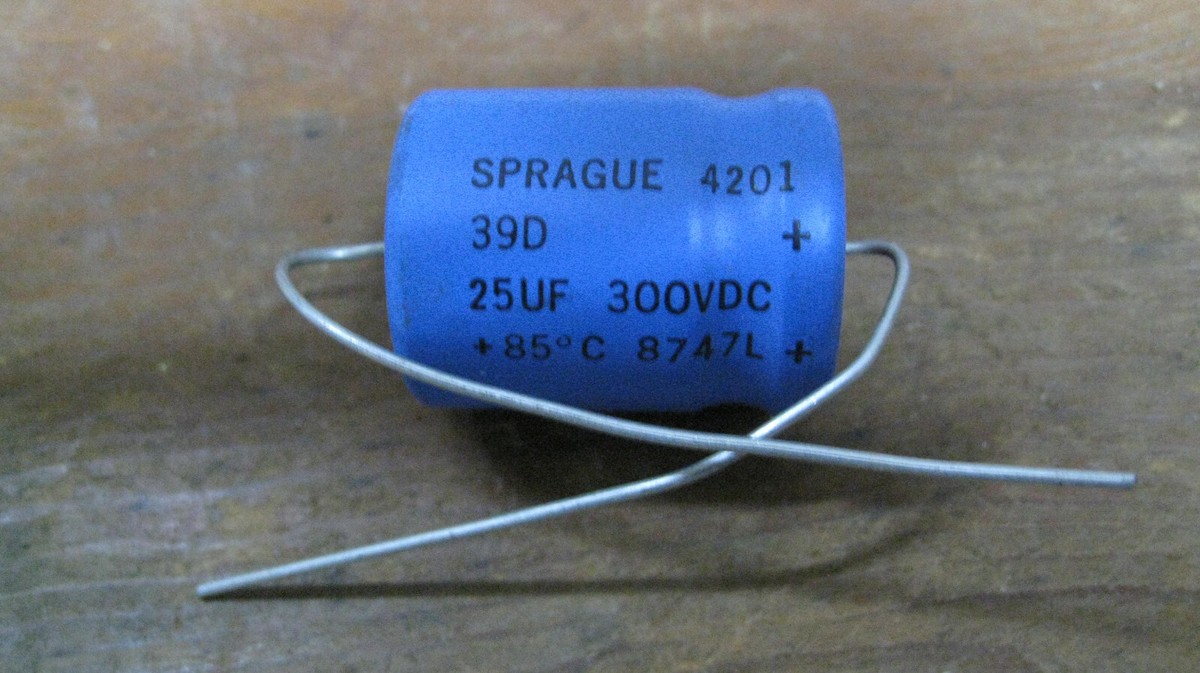 SPRAGUE 4201
39D +
25UF 300VDC
+85°C 8747L +